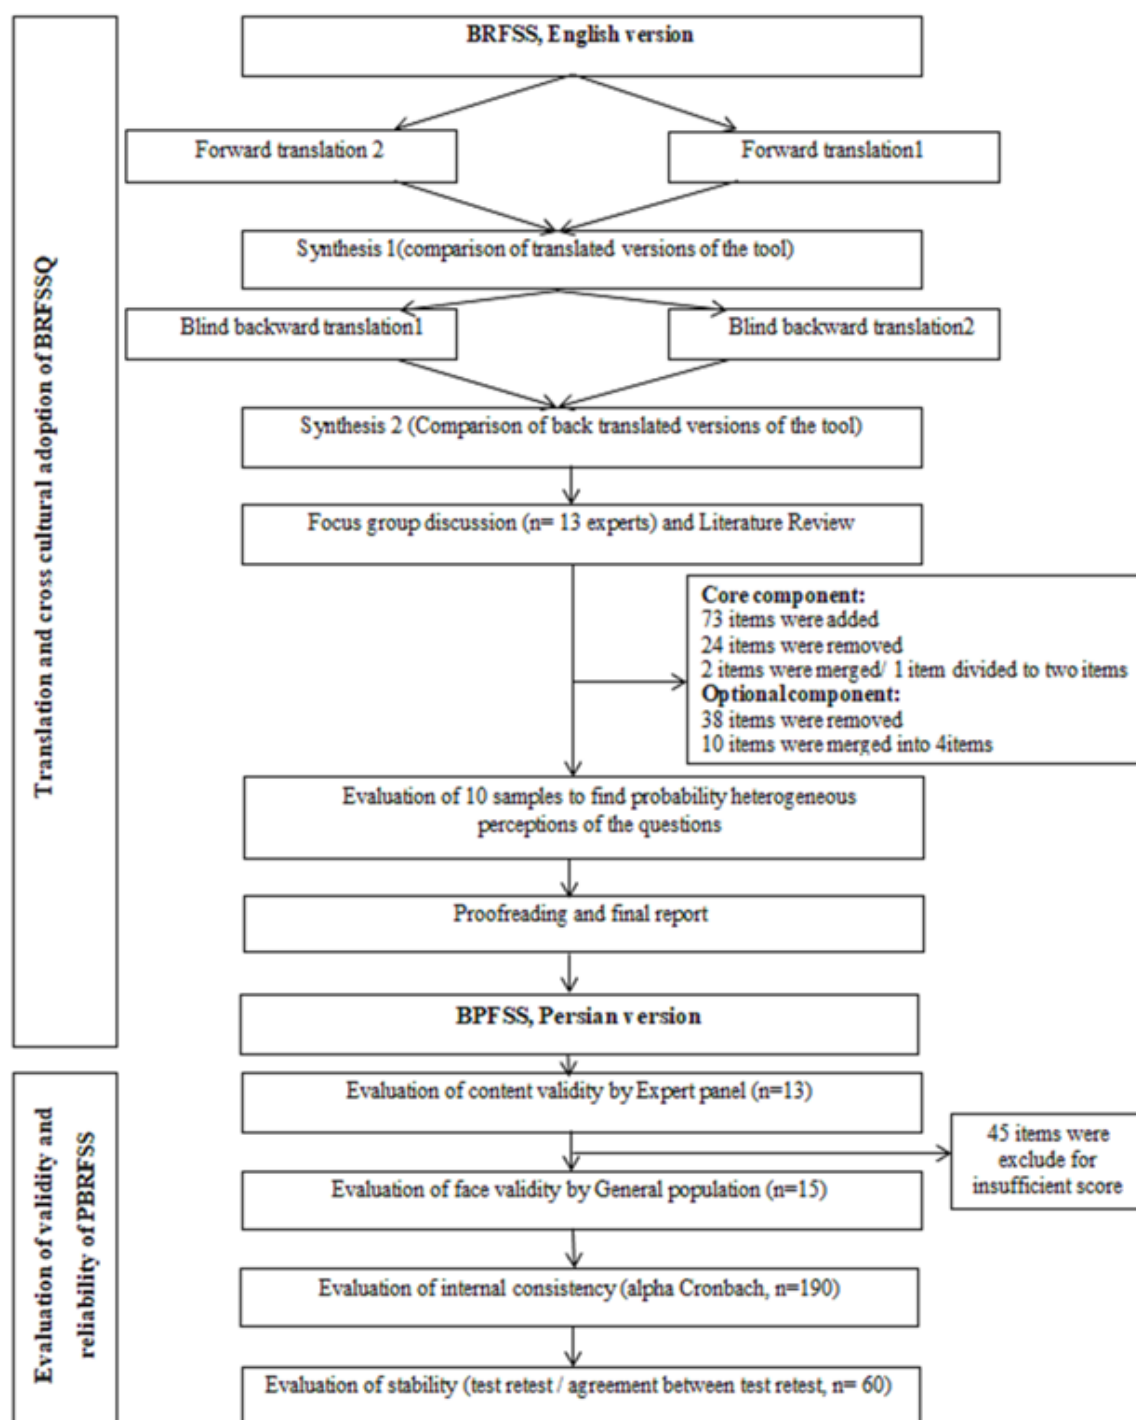 BRFSS, English version
Forward translation 2
Forward translation1
Synthesis 1(comparison of translated versions of the tool)
Blind backward translation1
Blind backward translation2
Synthesis 2 (Comparison of back translated versions of the tool)
Focus group discussion (n= 13 experts) and Literature Review
Core component:
73 items were added
24 items were removed
2 items were merged/ 1 item divided to two items
Optional component:
38 items were removed
10 items were merged into 4items
Evaluation of 10 samples to find probability heterogeneous
perceptions of the questions
Proofreading and final report
BPFSS, Persian version
Translation and cross cultural adoption of BRFSSQ
Evaluation of content validity by Expert panel (n=13)
45 items were
exclude for
insufficient score
Evaluation of face validity by General population (n=15)
Evaluation of internal consistency (alpha Cronbach, n=190)
Evaluation of stability (test retest / agreement between test retest, n= 60)
Evaluation of validity and
reliability of PBRFSS